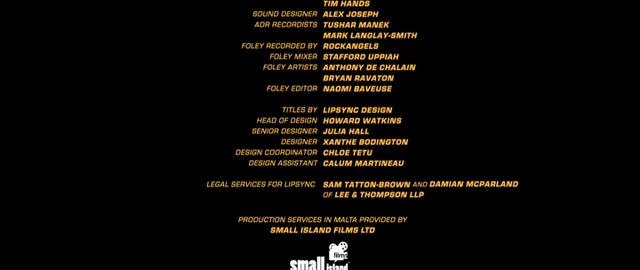 TIM HANDS
SOUND DESIGNER ALEX JOSEPH
ADR RECORDISTS TUSHAR MANEK
MARK LANGLAY-SMITH
FOLEY RECORDED BY ROCKANGELS
FOLEY MIXER STAFFORD UPPIAH
FOLEY ARTISTS ANTHONY DE CHALAIN
BRYAN RAVATON
FOLEY EDITOR NAOMI BAVEUSE
TITLES BY LIPSYNC DESIGN
HEAD OF DESIGN HOWARD WATKINS
SENIOR DESIGNER JULIA HALL
DESIGNER XANTHE BODINGTON
DESIGN COORDINATOR CHLOE TETU
DESIGN ASSISTANT CALUM MARTINEAU
LEGAL SERVICES FOR LIPSYNC SAM TATTON-BROWN AND DAMIAN MCPARLAND
OF LEE & THOMPSON LLP
PRODUCTION SERVICES IN MALTA PROVIDED BY
SMALL ISLAND FILMS LTD
films
small island